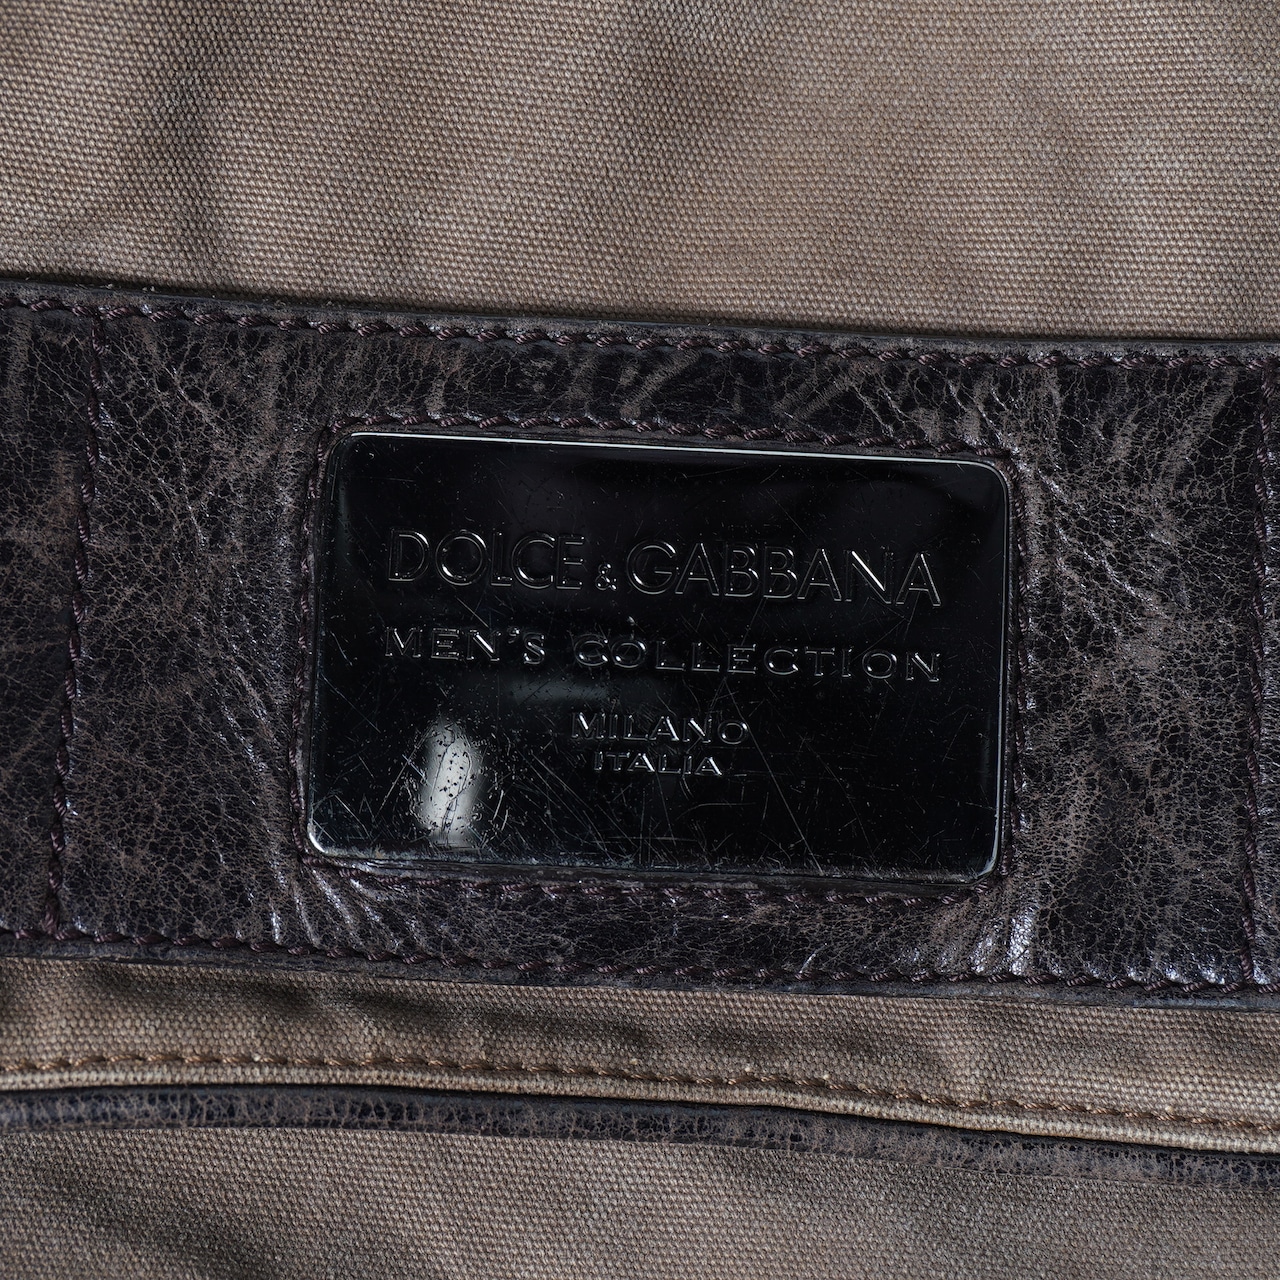 DOLCE & GABBANA
MEN'S COLLECTION
MILANO
ITALIA